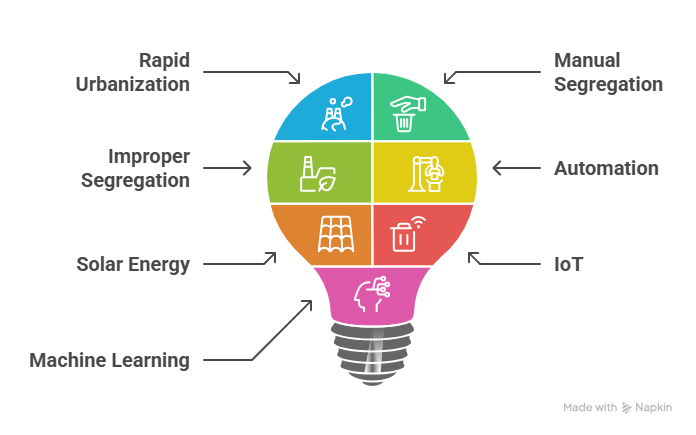 Rapid
Urbanization
Manual
Segregation
Improper
Segregation
Automation
Solar Energy
IoT
Machine Learning
Made with Napkin